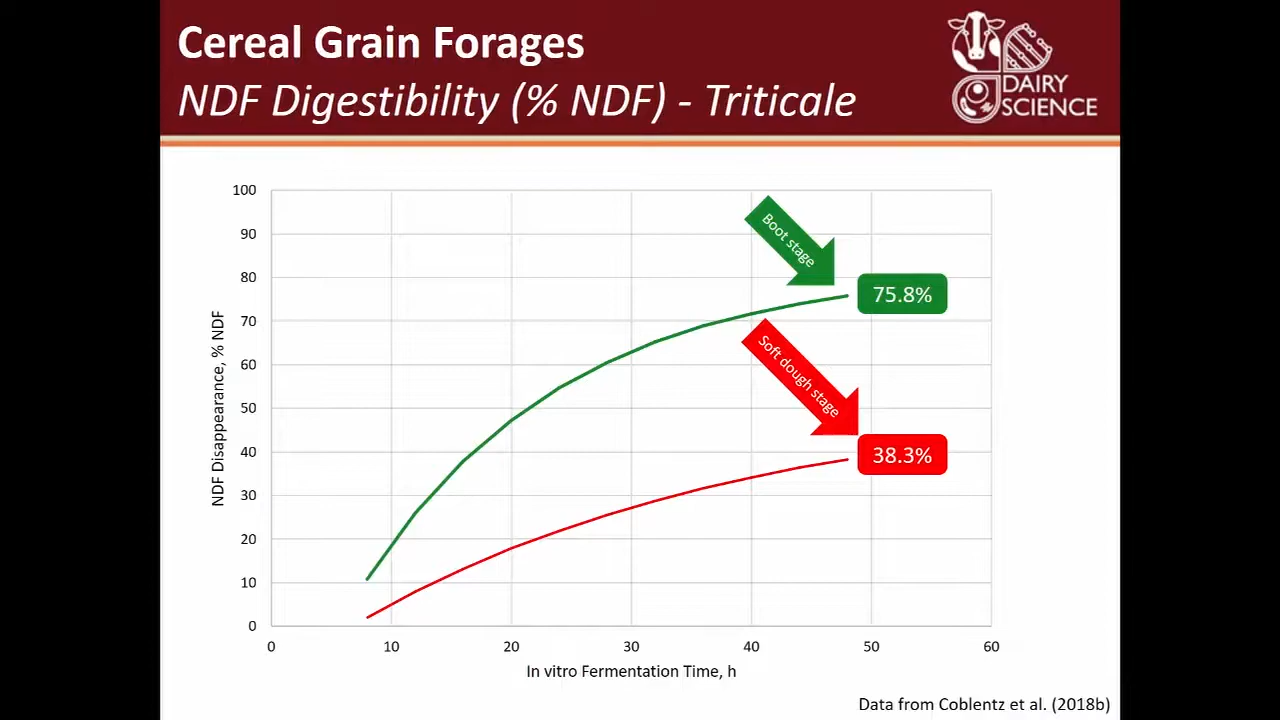 Cereal Grain Forages
NDF Digestibility (% NDF) - Triticale
DAIRY
SCIENCE
100
90
80
70
60
50
40
30
20
10
0
NDF Disappearance, % NDF
Boot stage
75.8%
Soft dough stage
38.3%
0 10 20 30 40 50 60
In vitro Fermentation Time, h
Data from Coblentz et al. (2018b)